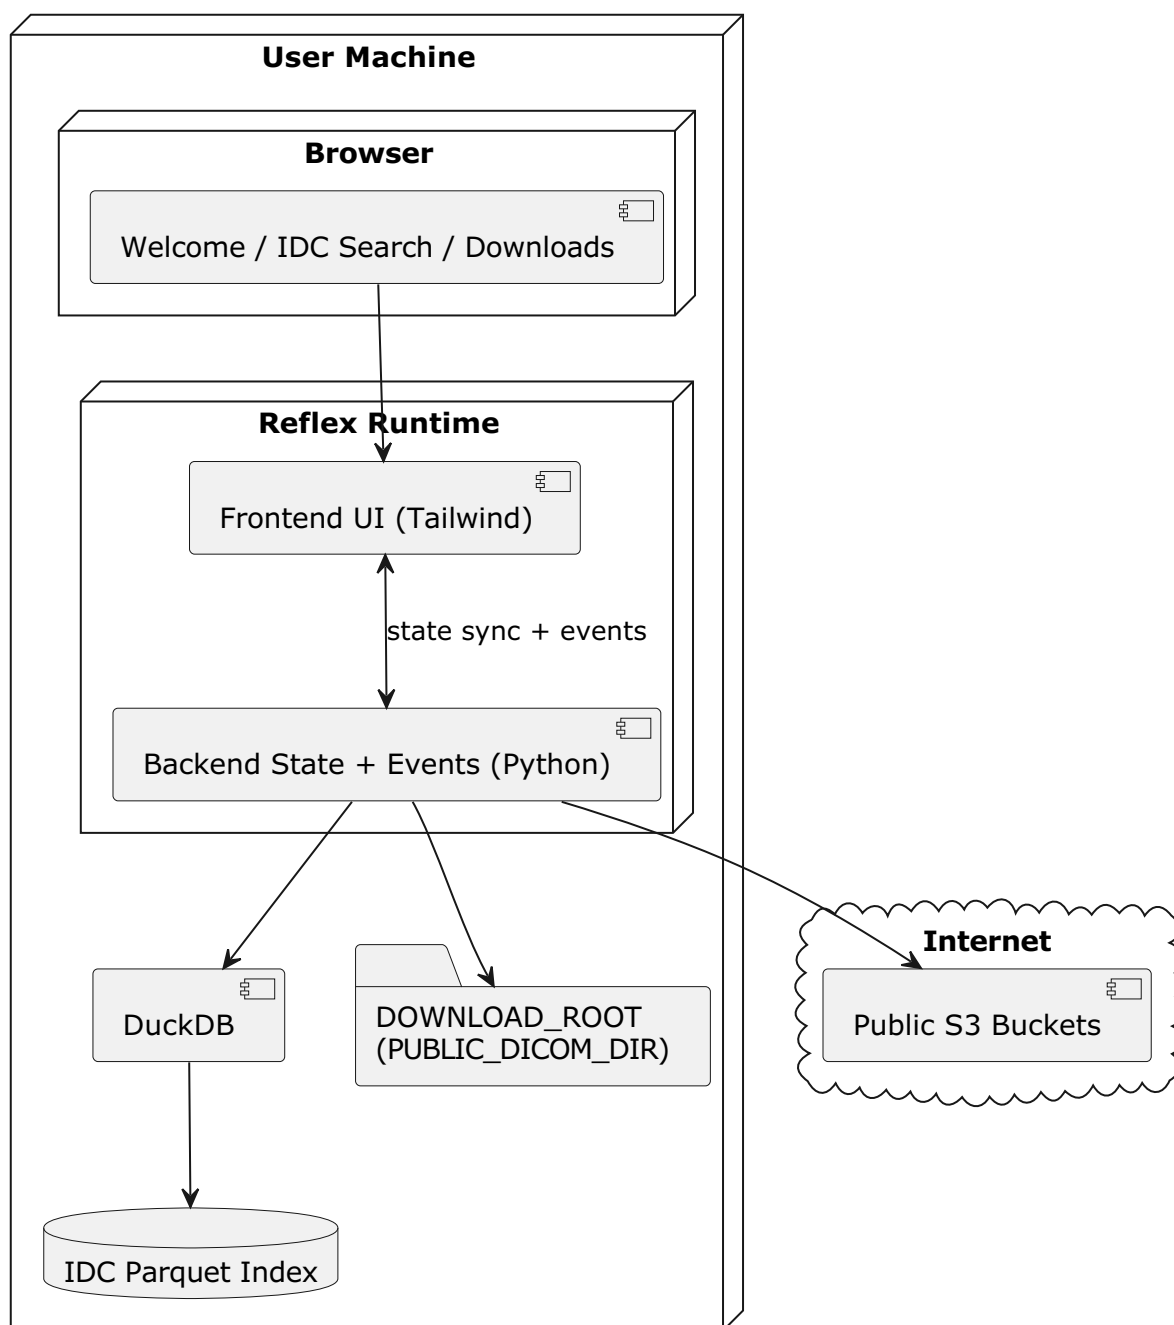 User Machine
Browser
Welcome / IDC Search / Downloads
Reflex Runtime
Frontend UI (Tailwind)
state sync + events
Backend State + Events (Python)
Internet
DuckDB
DOWNLOAD_ROOT
(PUBLIC_DICOM_DIR)
Public S3 Buckets
IDC Parquet Index